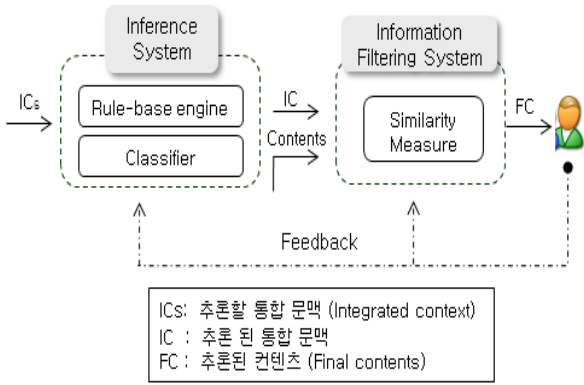 Inference
System
Information
Filtering System
ICs
Rule-base engine
Classifier
IC
Contents
Similarity
Measure
FC
Feedback
ICs: 추론할 통합 문맥 (Integrated context)
IC : 추론 된 통합 문맥
FC : 추론된 컨텐츠 (Final contents)